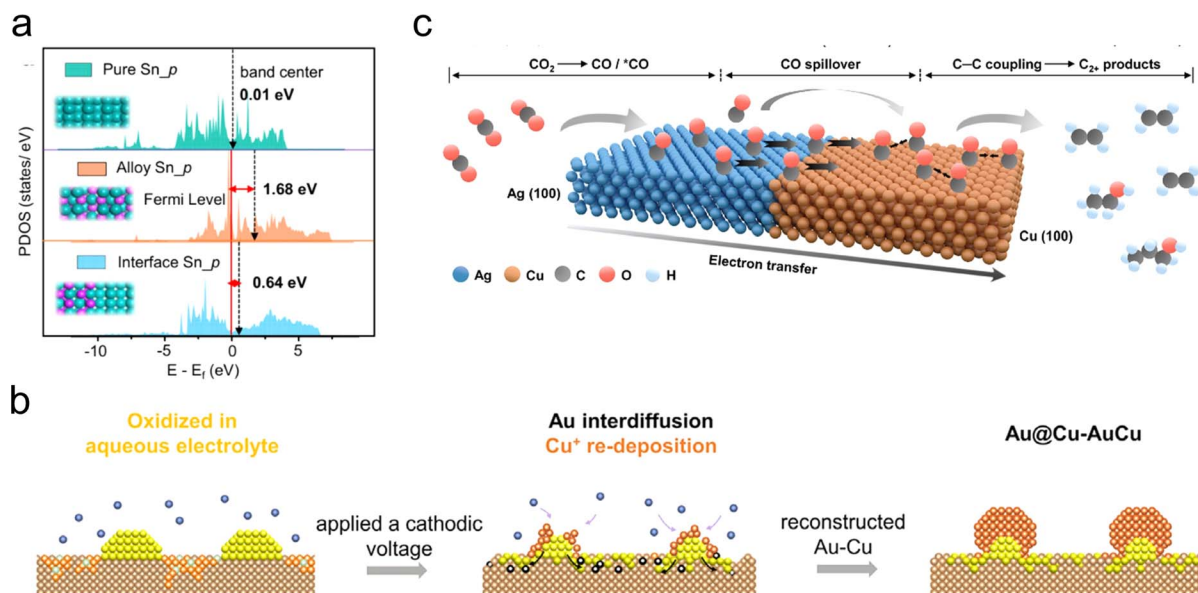 a
Pure Sn_p
band center
0.01 eV
Alloy Sn_p
Fermi Level
1.68 eV
Interface Sn_p
0.64 eV
PDOS (states/ eV)
-10 -5 0 5
E - Ef (eV)
c
CO₂ → CO / *CO
CO spillover
C–C coupling → C₂₊ products
Ag (100)
Cu (100)
Electron transfer
Ag Cu C O H
b
Oxidized in
aqueous electrolyte
applied a cathodic
voltage
Au interdiffusion
Cu⁺ re-deposition
reconstructed
Au-Cu
Au@Cu-AuCu